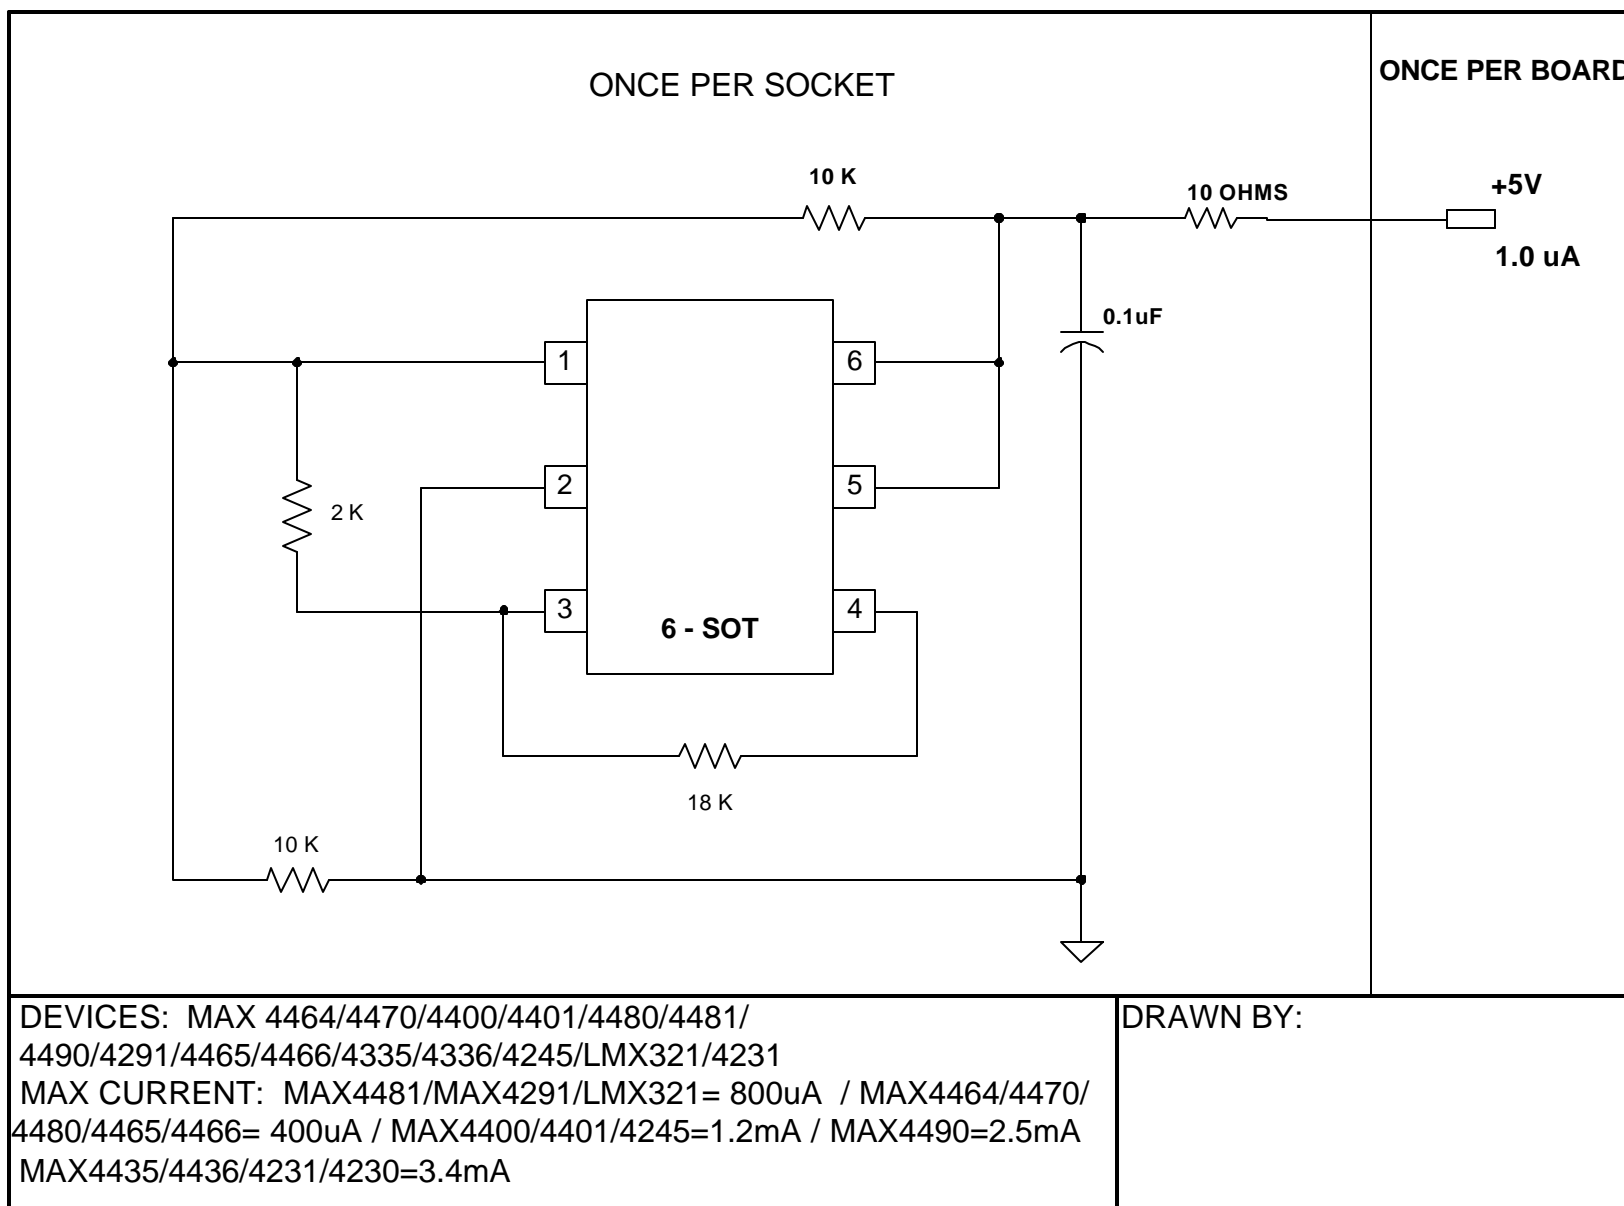 ONCE PER SOCKET
ONCE PER BOARD
10 K
10 OHMS
+5V
1.0 uA
0.1uF
1
6
2
5
2 K
3
4
6 - SOT
18 K
10 K
DEVICES: MAX 4464/4470/4400/4401/4480/4481/
4490/4291/4465/4466/4335/4336/4245/LMX321/4231
MAX CURRENT: MAX4481/MAX4291/LMX321= 800uA / MAX4464/4470/
4480/4465/4466= 400uA / MAX4400/4401/4245=1.2mA / MAX4490=2.5mA
MAX4435/4436/4231/4230=3.4mA
DRAWN BY: